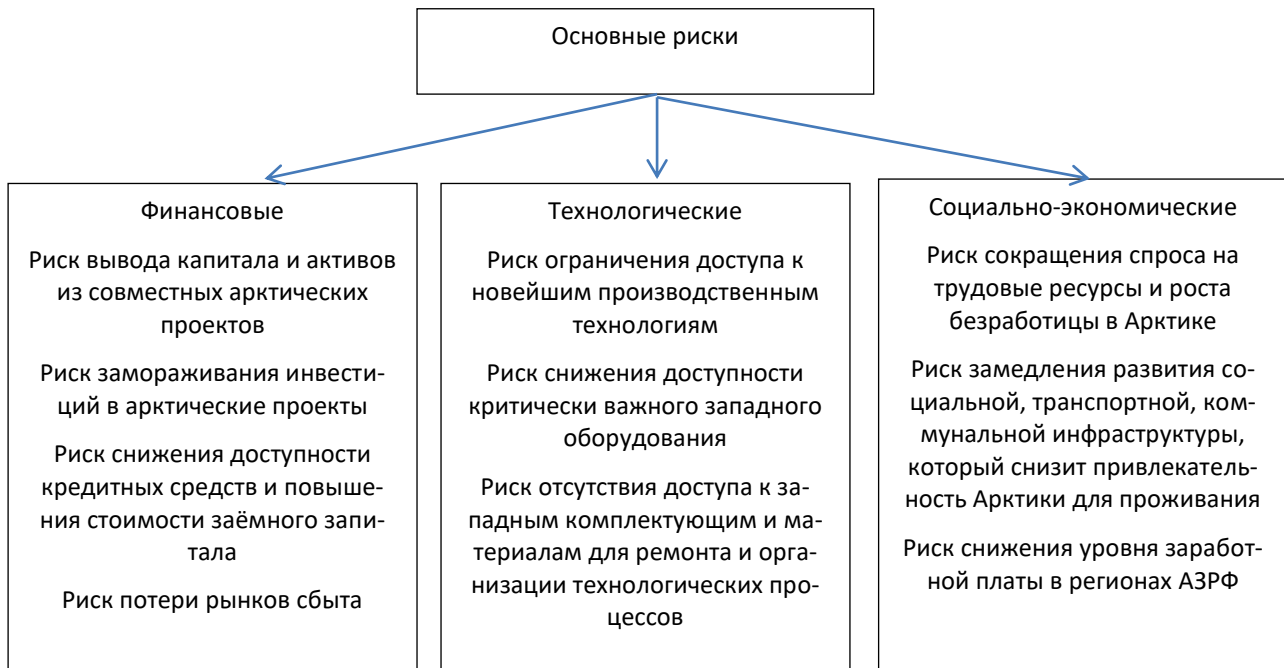 Основные риски
Финансовые
Риск вывода капитала и активов
из совместных арктических
проектов
Риск замораживания инвести-
ций в арктические проекты
Риск снижения доступности
кредитных средств и повыше-
ния стоимости заёмного запи-
тала
Риск потери рынков сбыта
Технологические
Риск ограничения доступа к
новейшим производственным
технологиям
Риск снижения доступности
критически важного западного
оборудования
Риск отсутствия доступа к за-
падным комплектующим и ма-
териалам для ремонта и орга-
низации технологических про-
цессов
Социально-экономические
Риск сокращения спроса на
трудовые ресурсы и роста
безработицы в Арктике
Риск замедления развития со-
циальной, транспортной, ком-
мунальной инфраструктуры,
который снизит привлекатель-
ность Арктики для проживания
Риск снижения уровня заработ-
ной платы в регионах АЗРФ